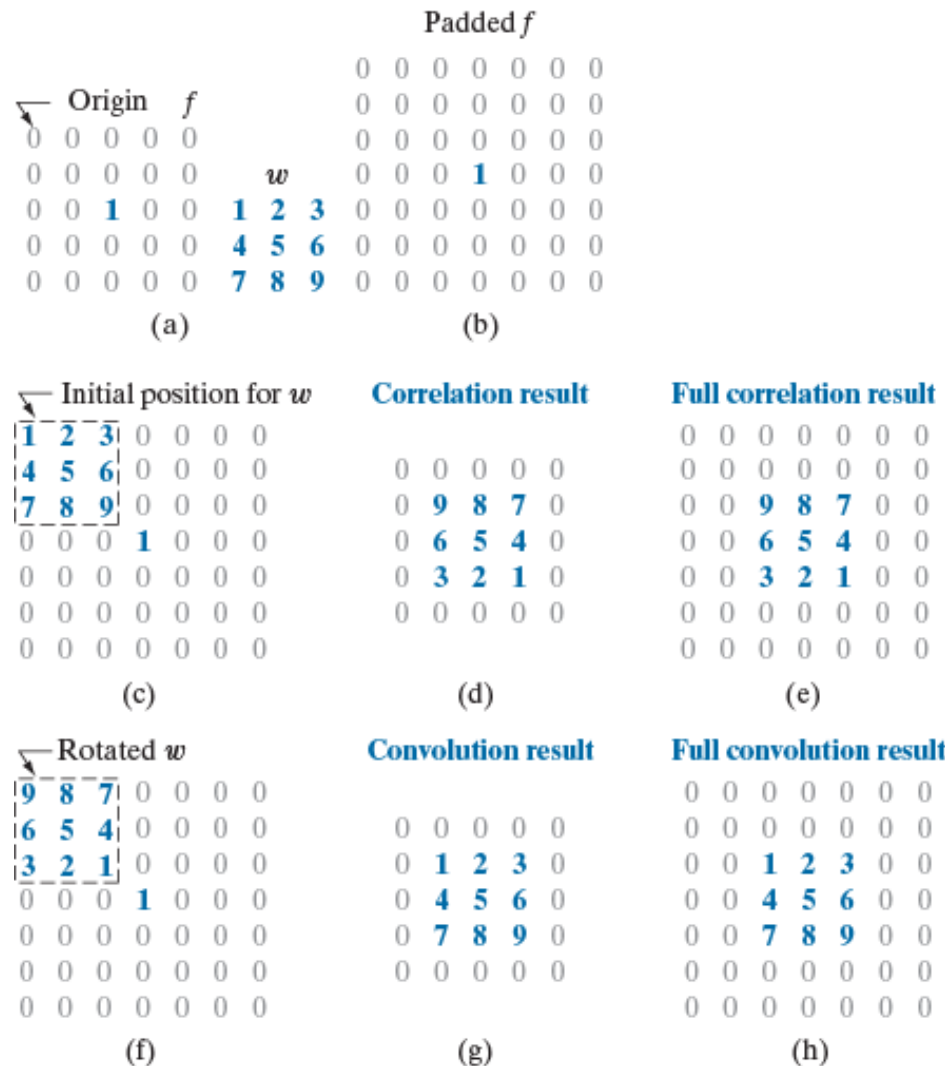 Padded f
0 0 0 0 0 0 0
0 0 0 0 0 0 0
0 0 0 0 0 0 0
0 0 0 1 0 0 0
0 0 0 0 0 0 0
0 0 0 0 0 0 0
0 0 0 0 0 0 0
(b)
Origin f
0 0 0 0 0
0 0 0 0 0
0 0 1 0 0
0 0 0 0 0
0 0 0 0 0
w
1 2 3
4 5 6
7 8 9
(a)
Initial position for w
1 2 3 0 0 0 0
4 5 6 0 0 0 0
7 8 9 0 0 0 0
0 0 0 1 0 0 0
0 0 0 0 0 0 0
0 0 0 0 0 0 0
0 0 0 0 0 0 0
(c)
Correlation result
0 0 0 0 0
0 9 8 7 0
0 6 5 4 0
0 3 2 1 0
0 0 0 0 0
(d)
Full correlation result
0 0 0 0 0 0 0
0 0 0 0 0 0 0
0 0 9 8 7 0 0
0 0 6 5 4 0 0
0 0 3 2 1 0 0
0 0 0 0 0 0 0
0 0 0 0 0 0 0
(e)
Rotated w
9 8 7 0 0 0 0
6 5 4 0 0 0 0
3 2 1 0 0 0 0
0 0 0 1 0 0 0
0 0 0 0 0 0 0
0 0 0 0 0 0 0
0 0 0 0 0 0 0
(f)
Convolution result
0 0 0 0 0
0 1 2 3 0
0 4 5 6 0
0 7 8 9 0
0 0 0 0 0
(g)
Full convolution result
0 0 0 0 0 0 0
0 0 0 0 0 0 0
0 0 1 2 3 0 0
0 0 4 5 6 0 0
0 0 7 8 9 0 0
0 0 0 0 0 0 0
0 0 0 0 0 0 0
(h)